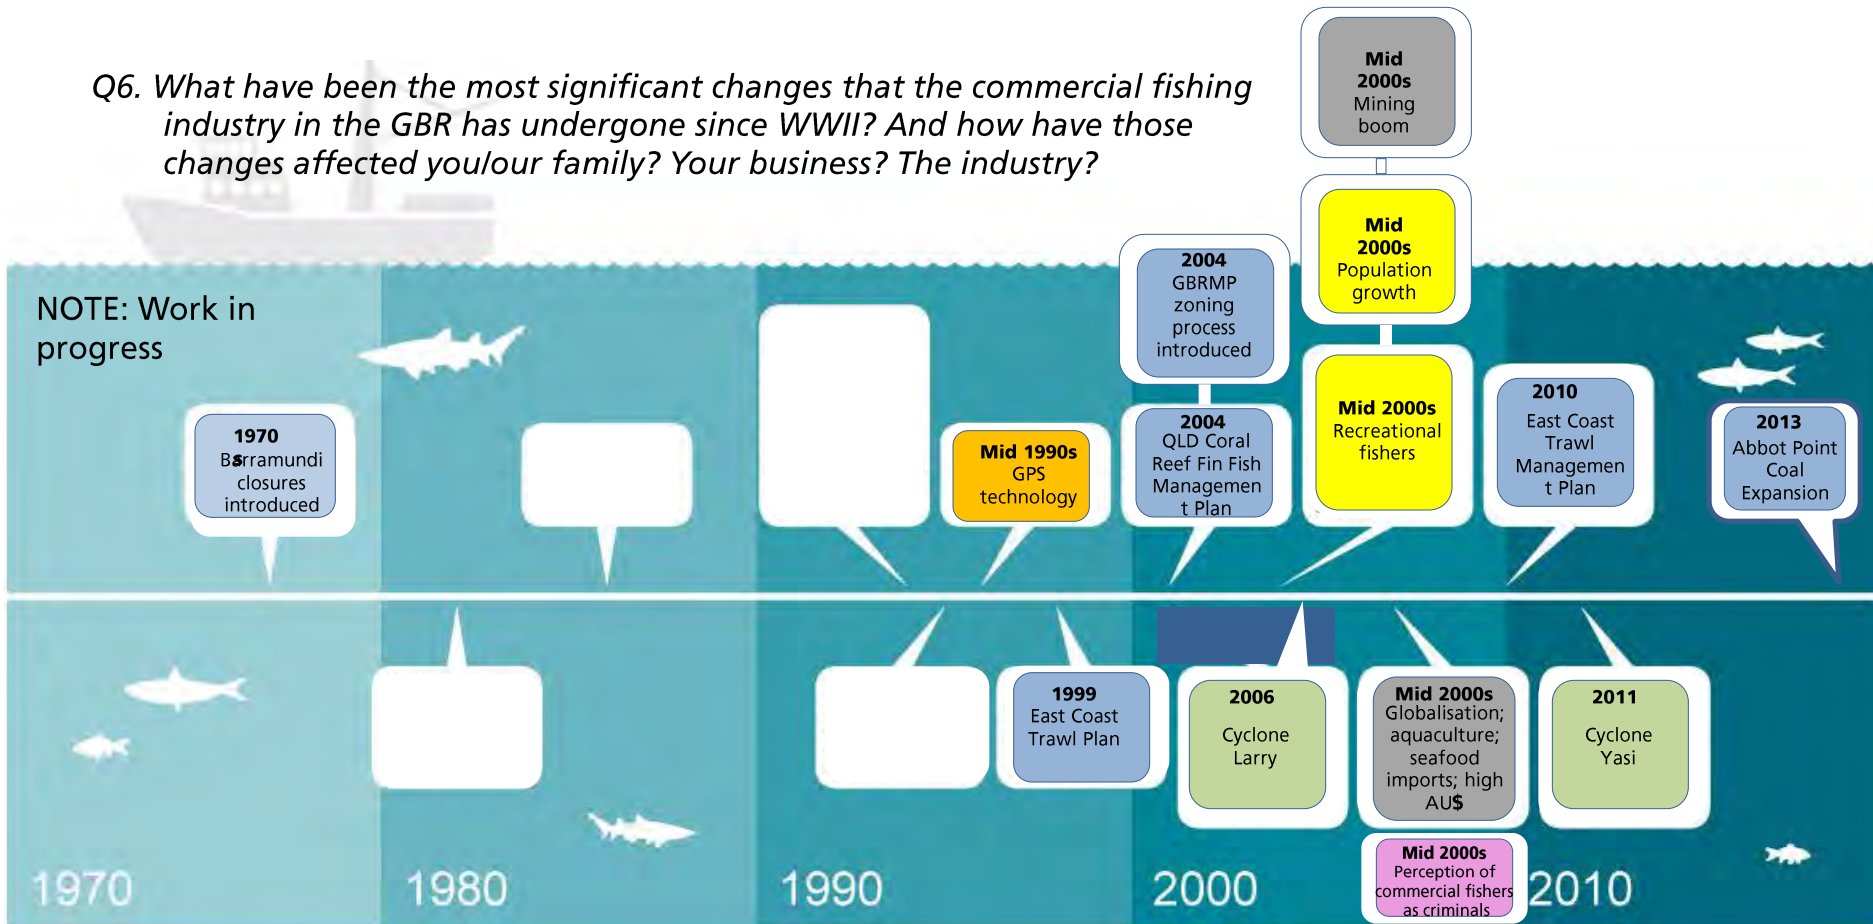 Q6. What have been the most significant changes that the commercial fishing
industry in the GBR has undergone since WWII? And how have those
changes affected you/our family? Your business? The industry?
Mid
2000s
Mining
boom
Mid
2000s
Population
growth
2004
GBRMP
zoning
process
introduced
NOTE: Work in
progress
1970
s
Barramundi
closures
introduced
Mid 1990s
GPS
technology
2004
QLD Coral
Reef Fin Fish
Managemen
t Plan
Mid 2000s
Recreational
fishers
2010
East Coast
Trawl
Managemen
t Plan
2013
Abbot Point
Coal
Expansion
1999
East Coast
Trawl Plan
2006
Cyclone
Larry
Mid 2000s
Globalisation;
aquaculture;
seafood
imports; high
AU$
2011
Cyclone
Yasi
Mid 2000s
Perception of
commercial fishers
as criminals
1970
1980
1990
2000
2010